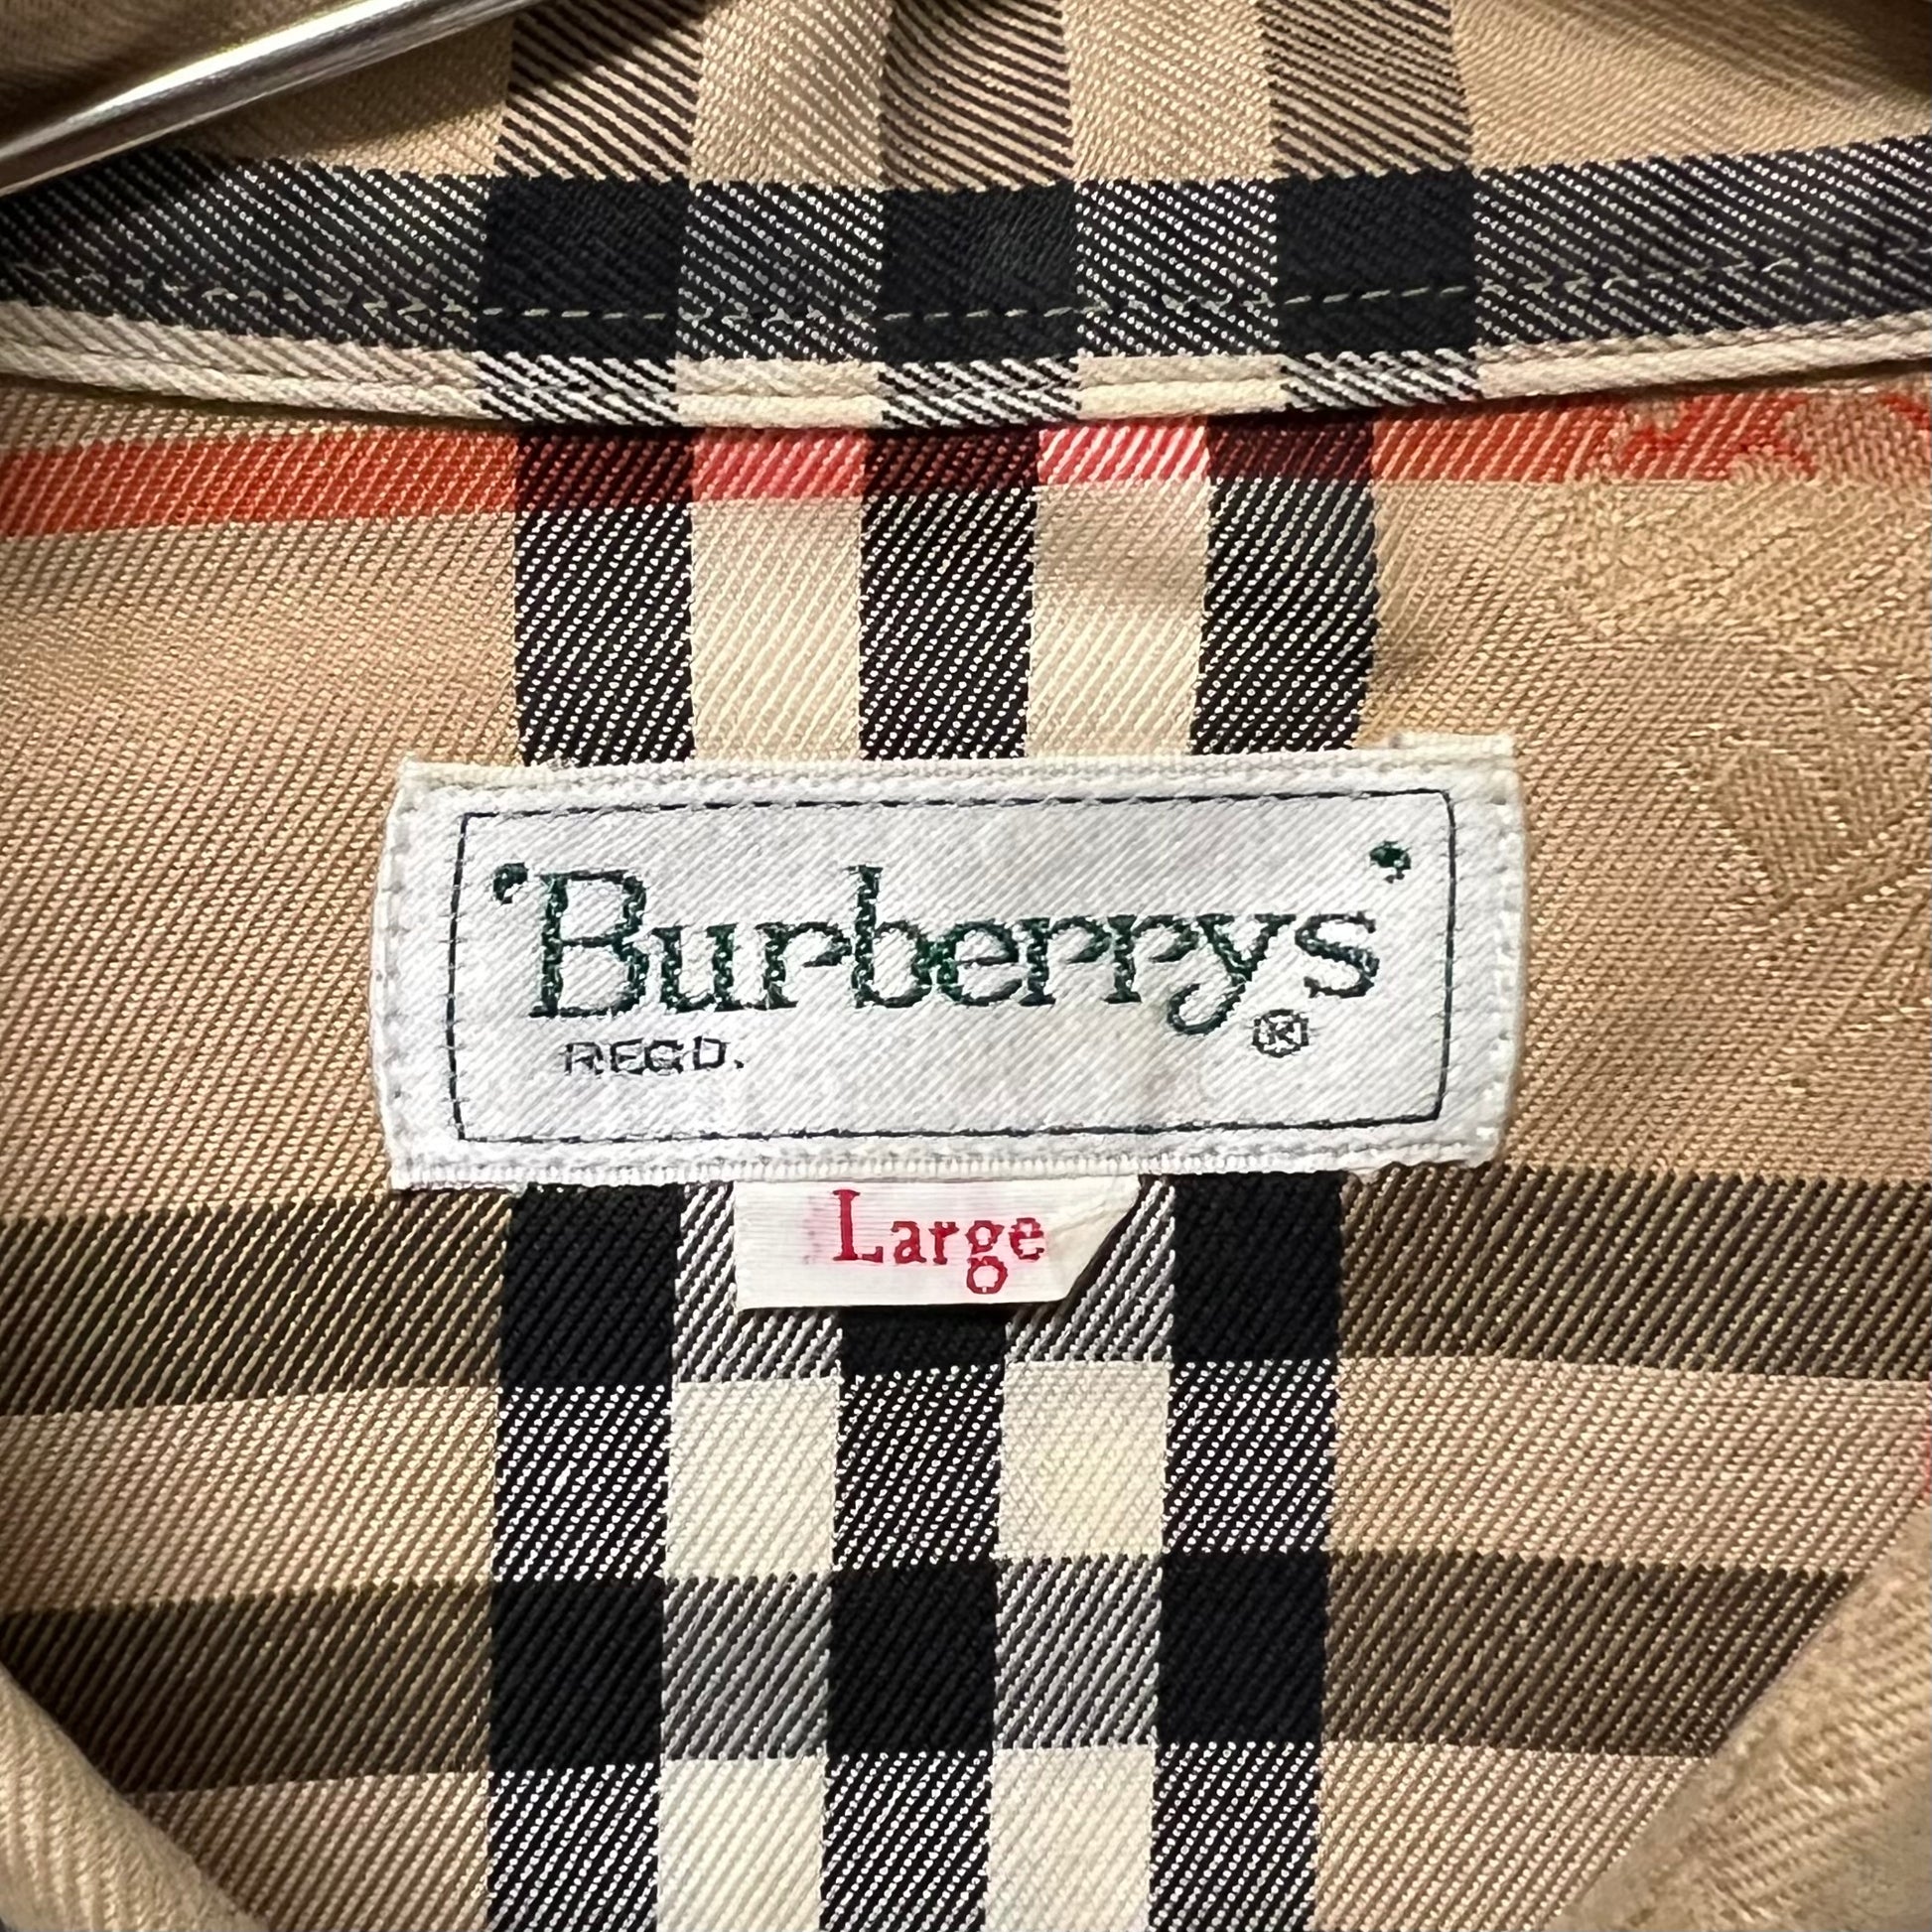 'Burberrys'
REGD. ®
Large